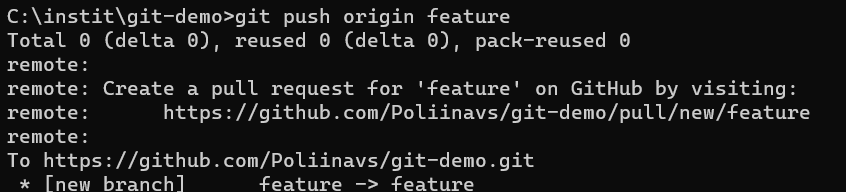 C:\instit\git-demo>git push origin feature
Total 0 (delta 0), reused 0 (delta 0), pack-reused 0
remote:
remote: Create a pull request for 'feature' on GitHub by visiting:
remote:      https://github.com/Poliinavs/git-demo/pull/new/feature
remote:
To https://github.com/Poliinavs/git-demo.git
 * [new branch]      feature -> feature